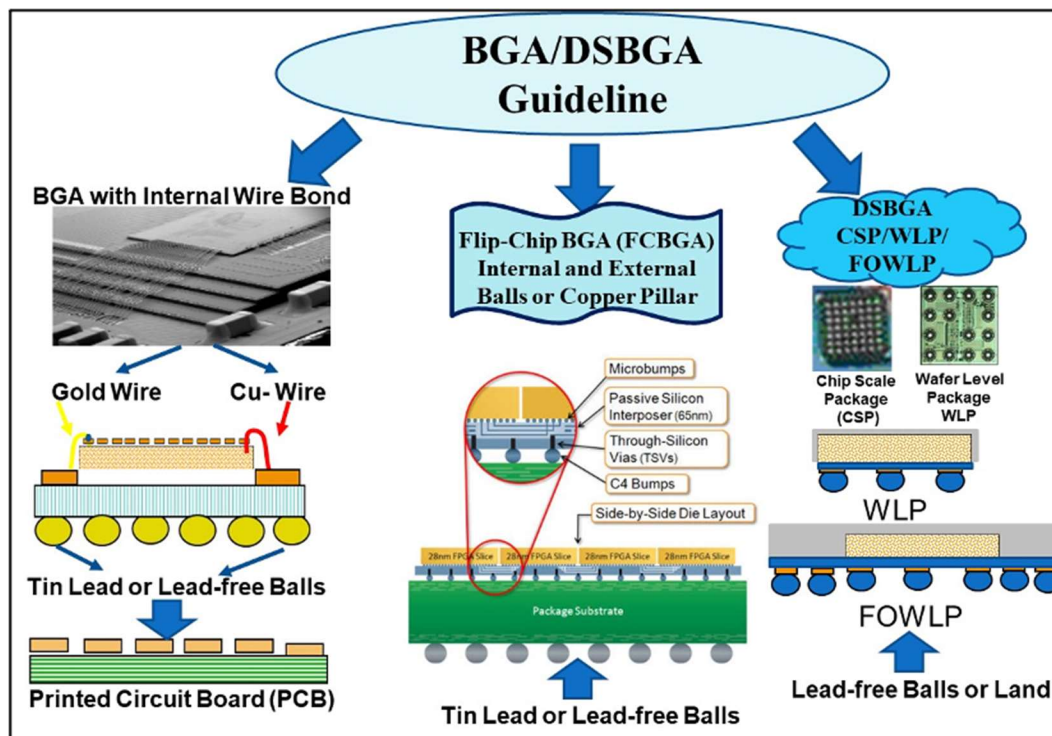 BGA/DSBGA
Guideline
BGA with Internal Wire Bond
Gold Wire
Cu- Wire
Tin Lead or Lead-free Balls
Printed Circuit Board (PCB)
Flip-Chip BGA (FCBGA)
Internal and External
Balls or Copper Pillar
Microbumps
Passive Silicon
Interposer (65nm)
Through-Silicon
Vias (TSVs)
C4 Bumps
Side-by-Side Die Layout
28nm FPGA Slice
28nm FPGA Slice
28nm FPGA Slice
28nm FPGA Slice
Package Substrate
Tin Lead or Lead-free Balls
DSBGA
CSP/WLP/
FOWLP
Chip Scale
Package
(CSP)
Wafer Level
Package
WLP
WLP
FOWLP
Lead-free Balls or Land